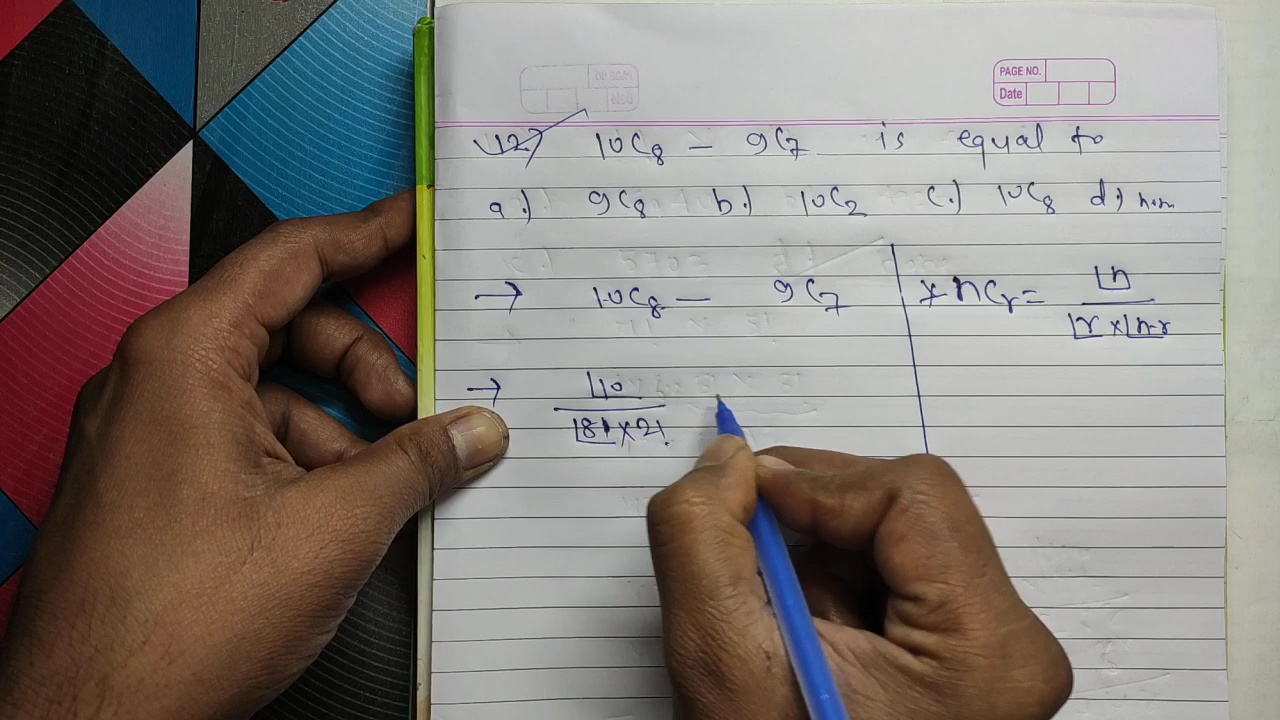 PAGE NO.
Date
12) 10C8 - 9C7 is equal to
a.) 9C8 b.) 10C2 c.) 10C8 d.)
→ 10C8 - 9C7
* nCr = ⌊n / ⌊r × ⌊n-r
→ ⌊10 / ⌊8 × 2!